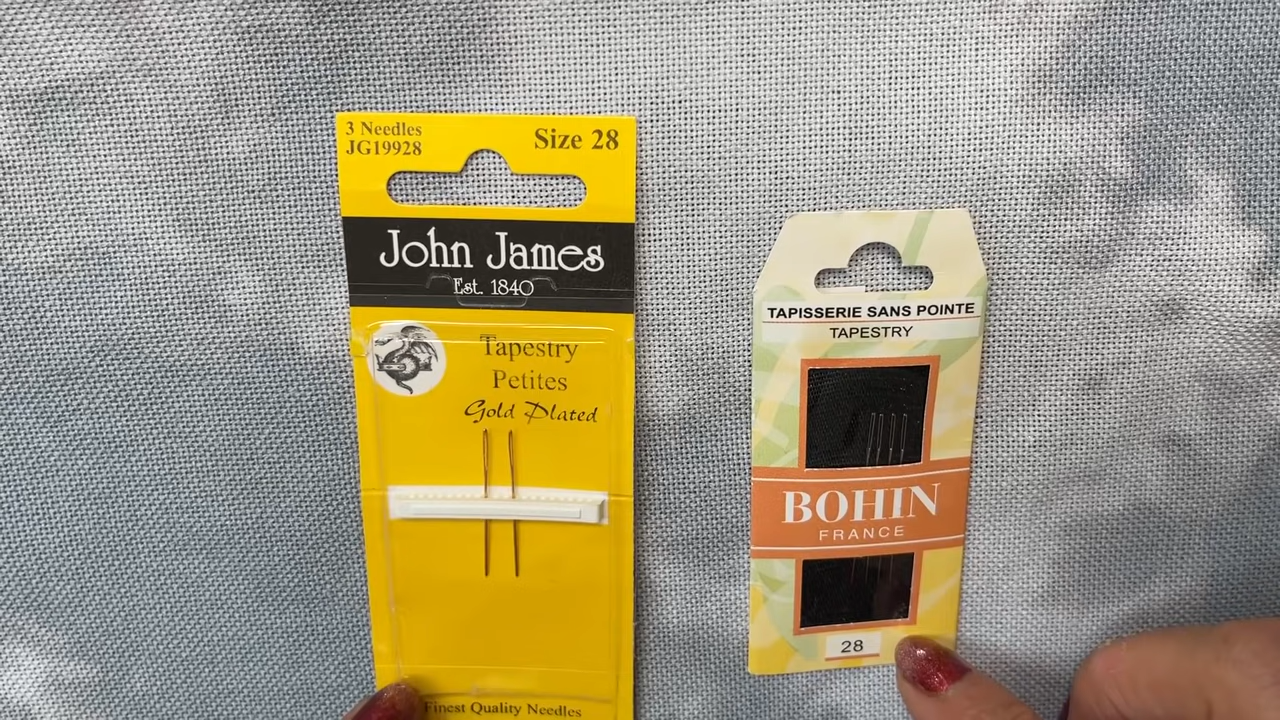 3 Needles
JG19928
Size 28
John James
Est. 1840
Tapestry
Petites
Gold Plated
Finest Quality Needles
TAPISSERIE SANS POINTE
TAPESTRY
BOHIN
FRANCE
28